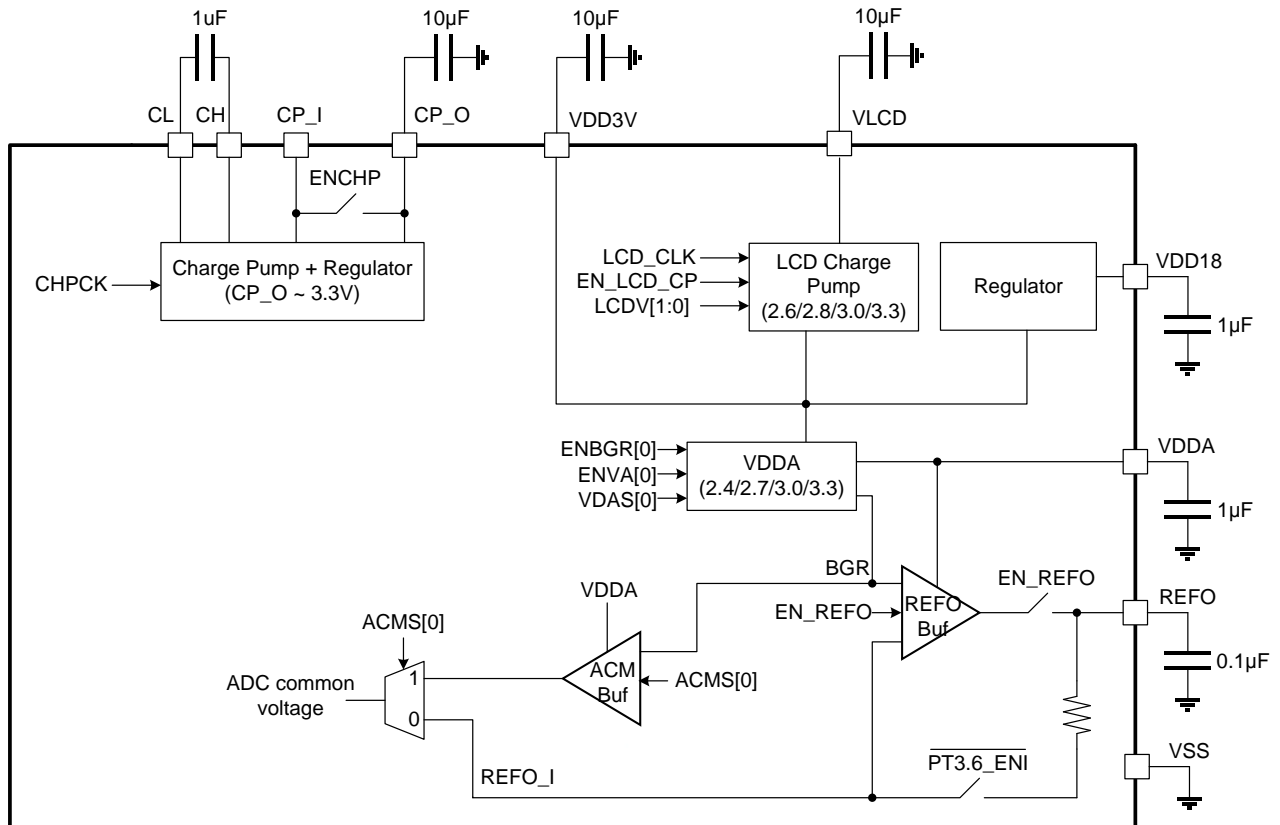 1uF
10µF
10µF
10µF
CL
CH
CP_I
CP_O
VDD3V
VLCD
ENCHP
CHPCK
Charge Pump + Regulator
(CP_O ~ 3.3V)
LCD_CLK
EN_LCD_CP
LCDV[1:0]
LCD Charge
Pump
(2.6/2.8/3.0/3.3)
Regulator
VDD18
1µF
ENBGR[0]
ENVA[0]
VDAS[0]
VDDA
(2.4/2.7/3.0/3.3)
VDDA
1µF
BGR
EN_REFO
REFO
Buf
EN_REFO
REFO
0.1µF
VDDA
ACM
Buf
ACMS[0]
ACMS[0]
1
0
ADC common
voltage
REFO_I
PT3.6_ENI
VSS